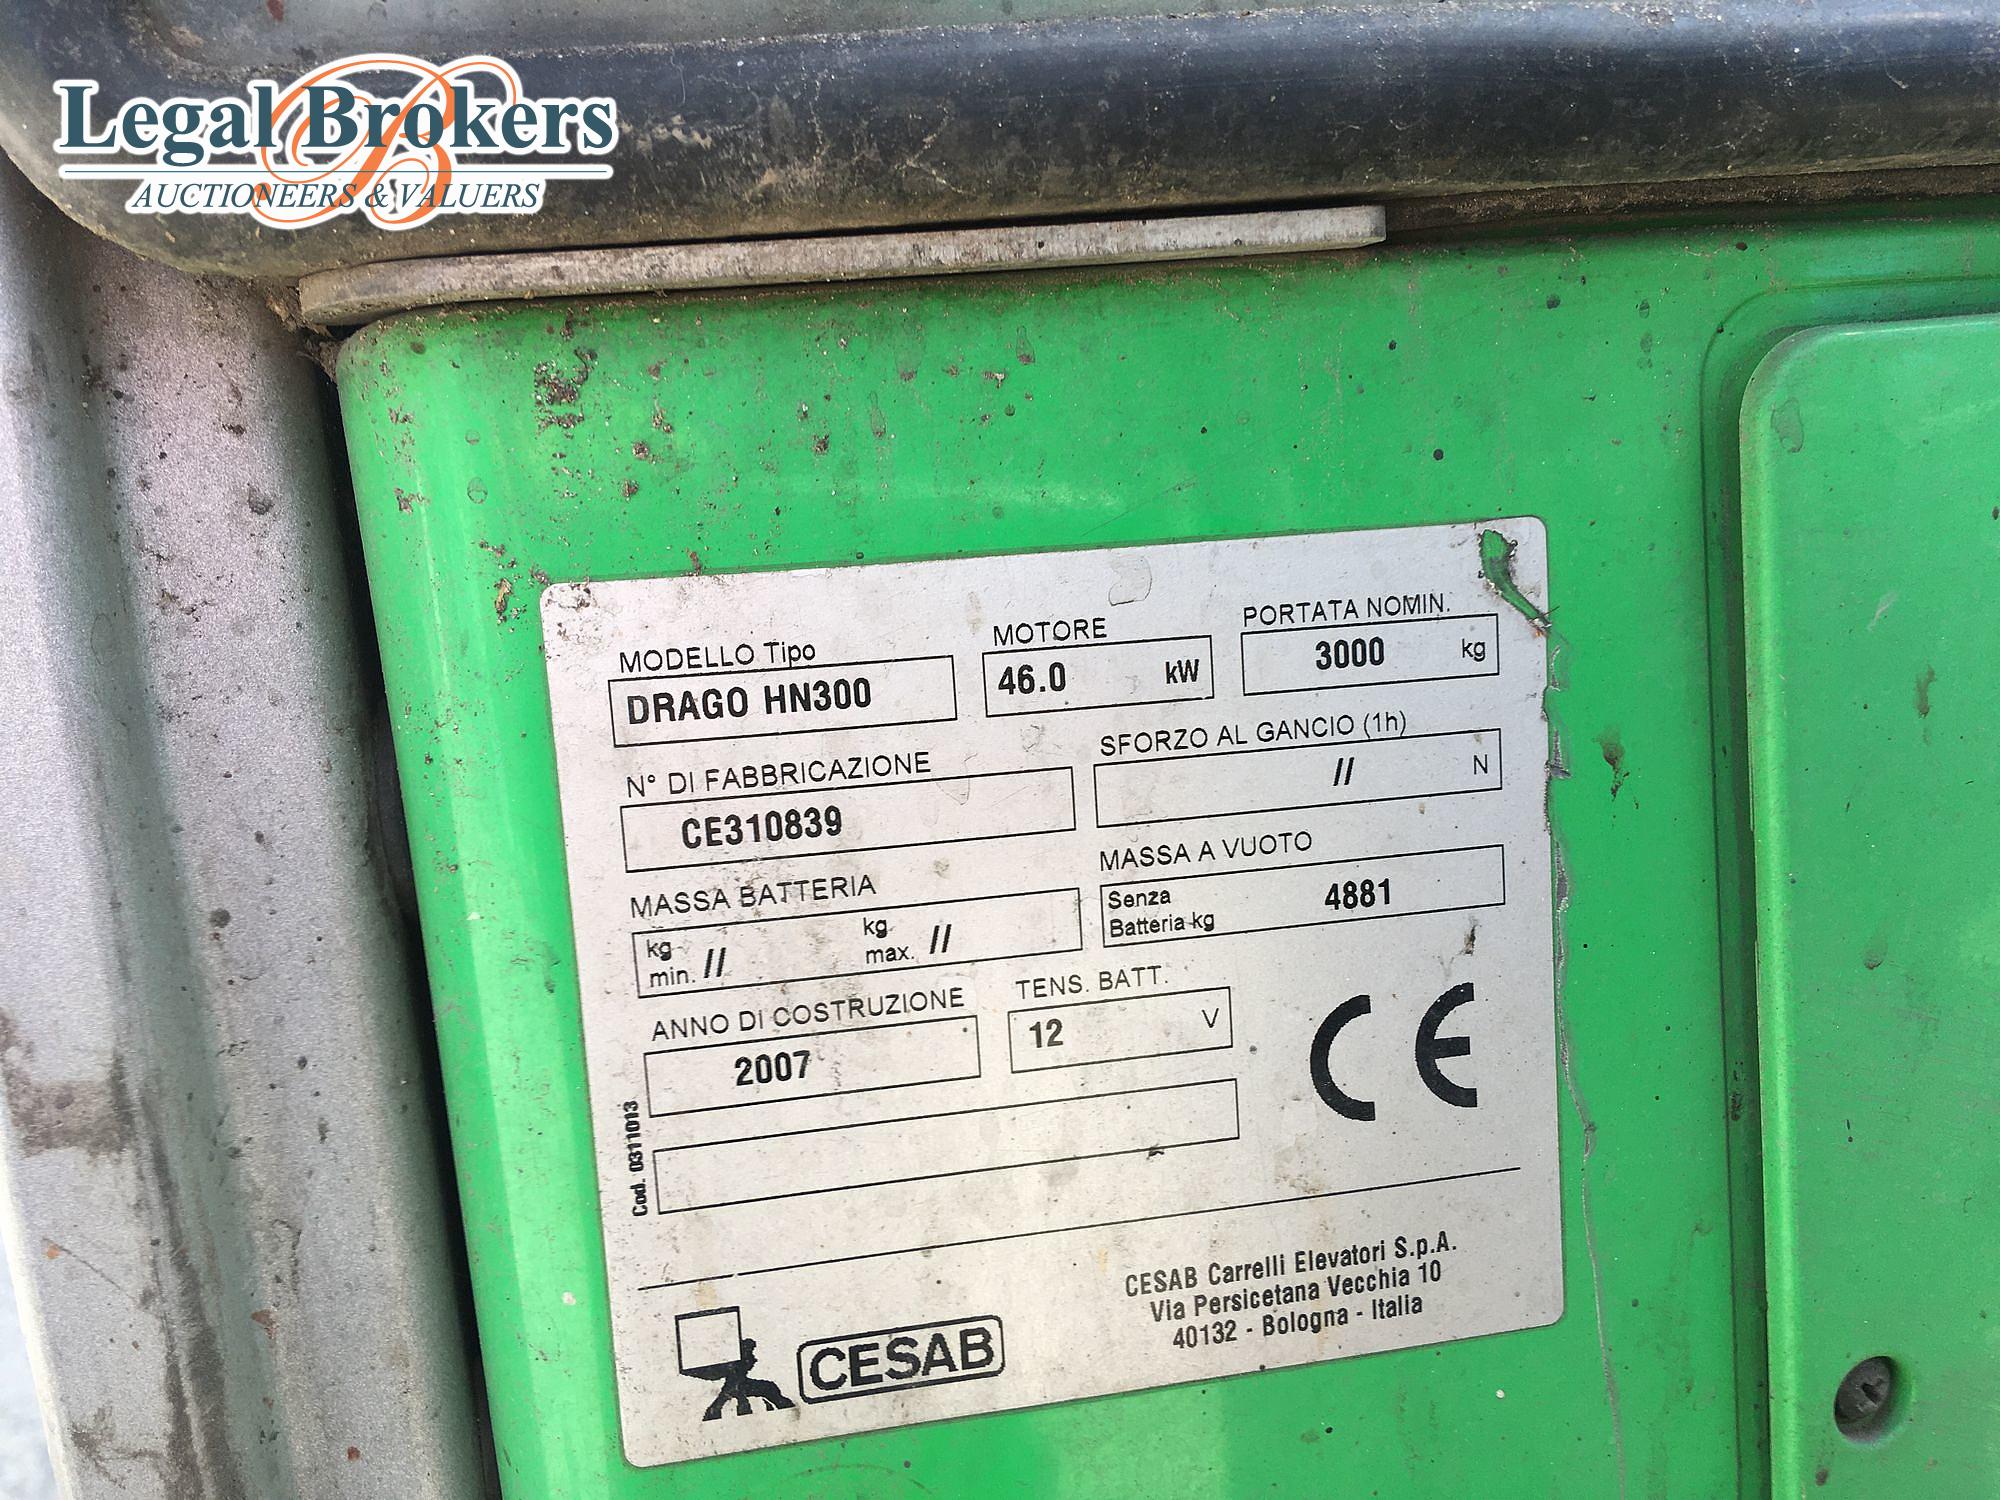 Legal Brokers
AUCTIONEERS & VALUERS
MODELLO Tipo
DRAGO HN300
MOTORE
46.0 kW
PORTATA NOMIN.
3000 kg
N° DI FABBRICAZIONE
CE310839
SFORZO AL GANCIO (1h)
// N
MASSA BATTERIA
kg min. // kg max. //
MASSA A VUOTO
Senza
Batteria kg 4881
ANNO DI COSTRUZIONE
2007
TENS. BATT.
12 V
CE
Cod. 0311013
CESAB
CESAB Carrelli Elevatori S.p.A.
Via Persicetana Vecchia 10
40132 - Bologna - Italia